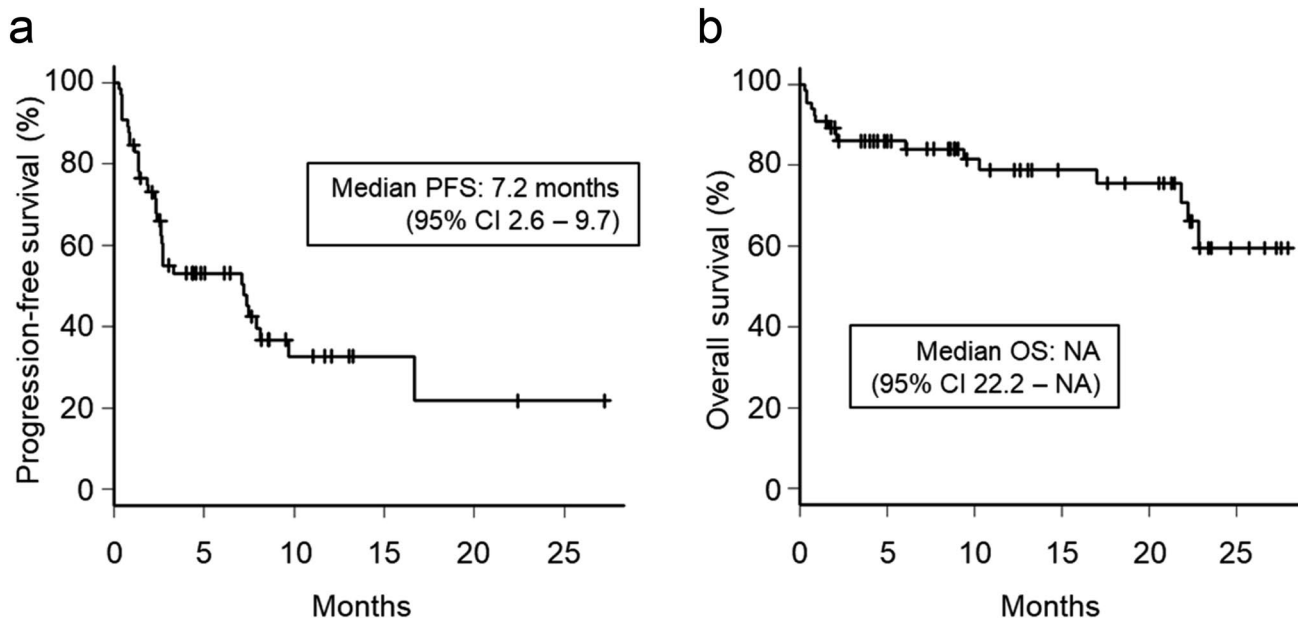 a
Progression-free survival (%)
100
80
60
40
20
0
Median PFS: 7.2 months
(95% CI 2.6 – 9.7)
0 5 10 15 20 25
Months
b
Overall survival (%)
100
80
60
40
20
0
Median OS: NA
(95% CI 22.2 – NA)
0 5 10 15 20 25
Months